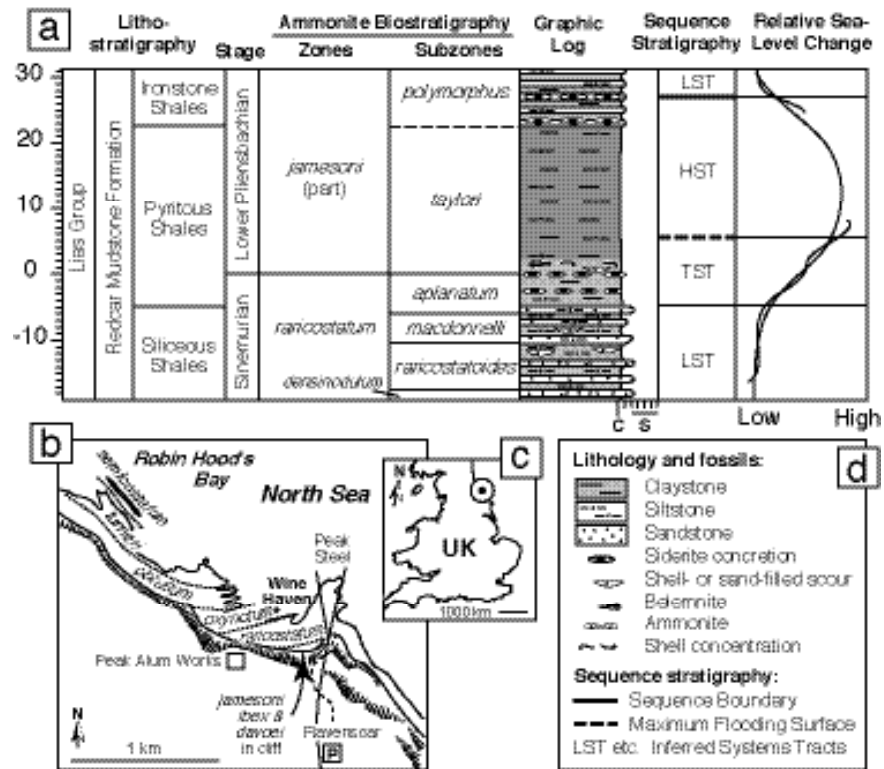 a
Litho-
stratigraphy
Stage
Ammonite Biostratigraphy
Zones
Subzones
Graphic
Log
Sequence
Stratigraphy
Relative Sea-
Level Change
30
20
10
0
-10
Lias Group
Redcar Mudstone Formation
Ironstone
Shales
Pyritous
Shales
Siliceous
Shales
Lower Pliensbachian
Sinemurian
jamesoni
(part)
raricostatum
densinodulum
polymorphus
taylori
aplanatum
macdonnelli
raricostatoides
C
S
LST
HST
TST
LST
Low
High
b
Robin Hood's
Bay
North Sea
Peak
Steel
Wine
Haven
semicostatum
turneri
obtusum
oxynotum
raricostatum
Peak Alum Works
jamesoni
ibex &
davoei
in cliff
Ravenscar
P
N
1 km
c
N
UK
1000km
d
Lithology and fossils:
Claystone
Siltstone
Sandstone
Siderite concretion
Shell- or sand-filled scour
Belemnite
Ammonite
Shell concentration
Sequence stratigraphy:
Sequence Boundary
Maximum Flooding Surface
LST etc. Inferred Systems Tracts